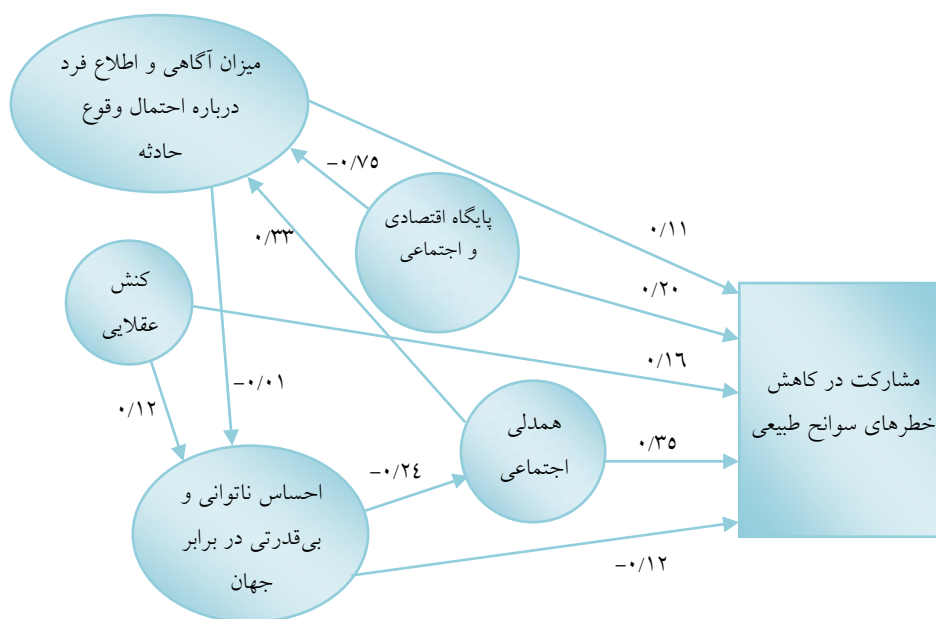 میزان آگاهی و اطلاع فرد
درباره احتمال وقوع
حادثه
-۰/۷۵
پایگاه اقتصادی
و اجتماعی
۰/۳۳
۰/۱۱
۰/۲۰
کنش
عقلایی
۰/۱۶
مشارکت در کاهش
خطرهای سوانح طبیعی
-۰/۰۱
۰/۱۲
همدلی
اجتماعی
۰/۳۵
-۰/۲٤
احساس ناتوانی و
بی‌قدرتی در برابر
جهان
-۰/۱۲